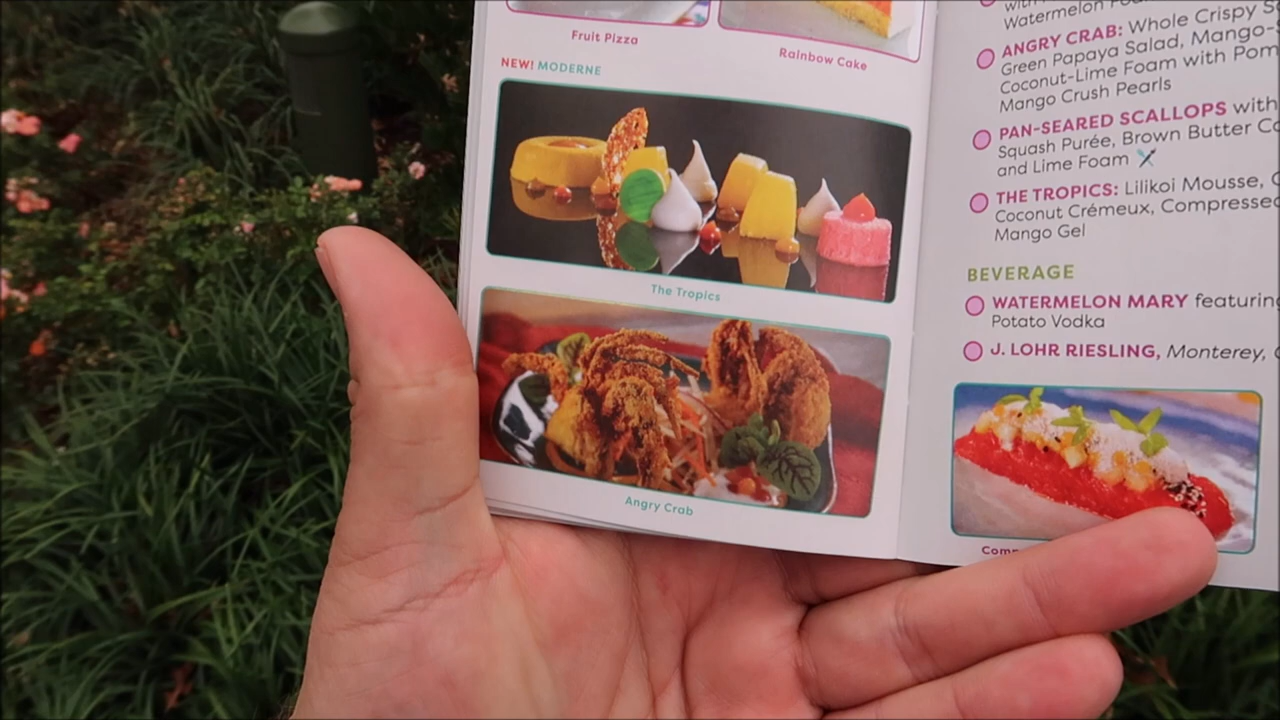 Fruit Pizza
Rainbow Cake
NEW! MODERNE
The Tropics
Angry Crab
Watermelon
ANGRY CRAB: Whole Crispy
Green Papaya Salad, Mango-
Coconut-Lime Foam with
Mango Crush Pearls
PAN-SEARED SCALLOPS with
Squash Purée, Brown Butter
and Lime Foam
THE TROPICS: Lilikoi Mousse,
Coconut Crémeux, Compressed
Mango Gel
BEVERAGE
WATERMELON MARY featuring
Potato Vodka
J. LOHR RIESLING, Monterey,